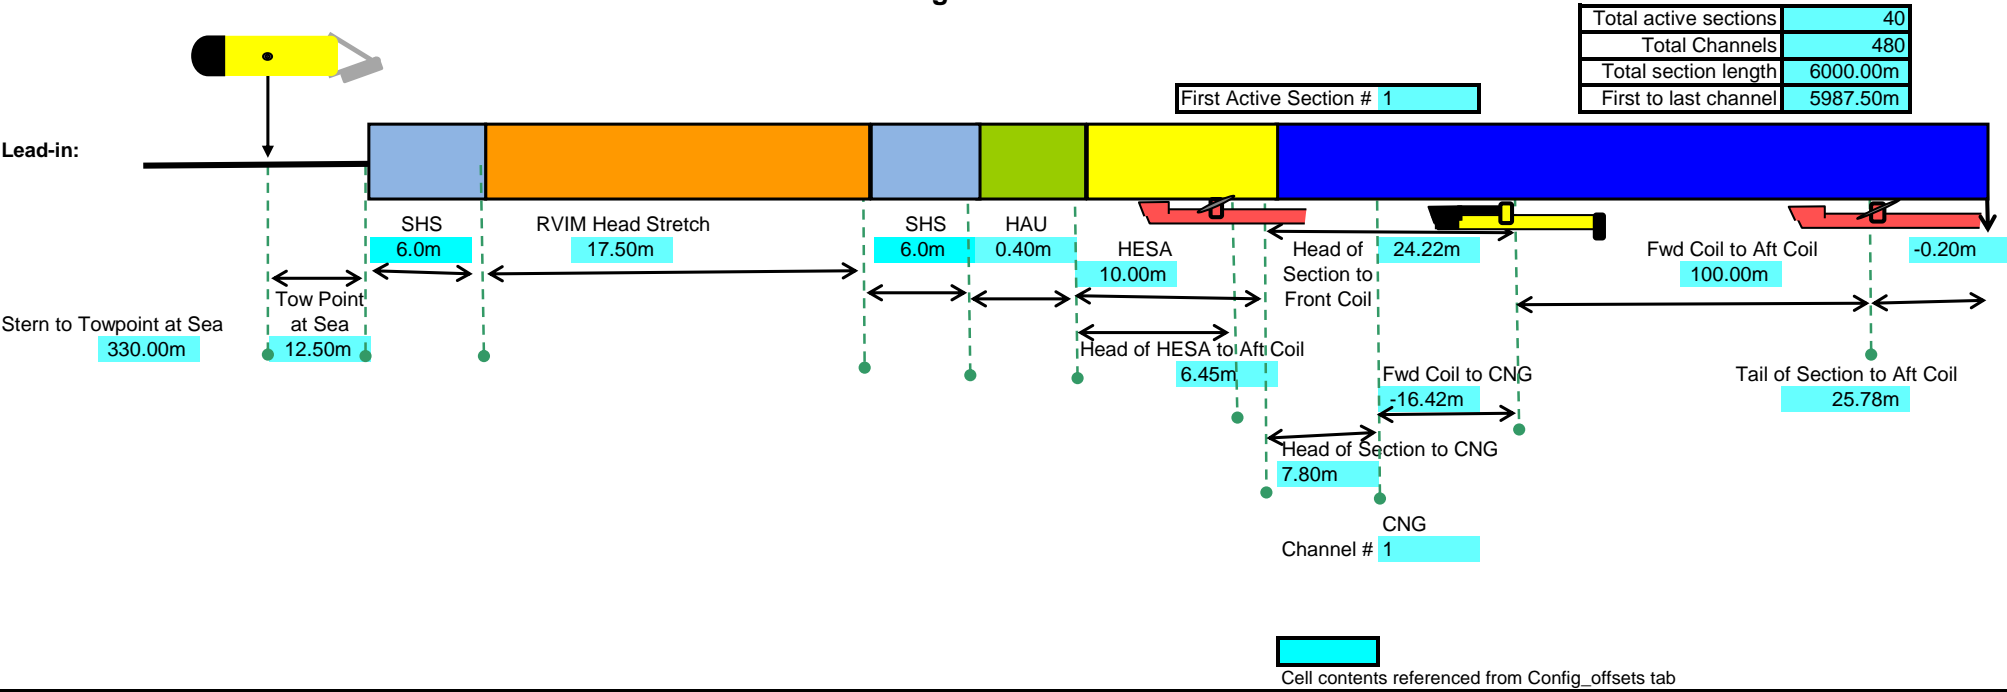 Total active sections 40
Total Channels 480
Total section length 6000.00m
First to last channel 5987.50m
First Active Section # 1
Lead-in:
SHS
6.0m
RVIM Head Stretch
17.50m
SHS
6.0m
HAU
0.40m
HESA
10.00m
Head of
Section to
Front Coil
24.22m
Fwd Coil to Aft Coil
100.00m
-0.20m
Stern to Towpoint at Sea
330.00m
Tow Point
at Sea
12.50m
Head of HESA to Aft Coil
6.45m
Fwd Coil to CNG
-16.42m
Tail of Section to Aft Coil
25.78m
Head of Section to CNG
7.80m
CNG
Channel # 1
Cell contents referenced from Config_offsets tab